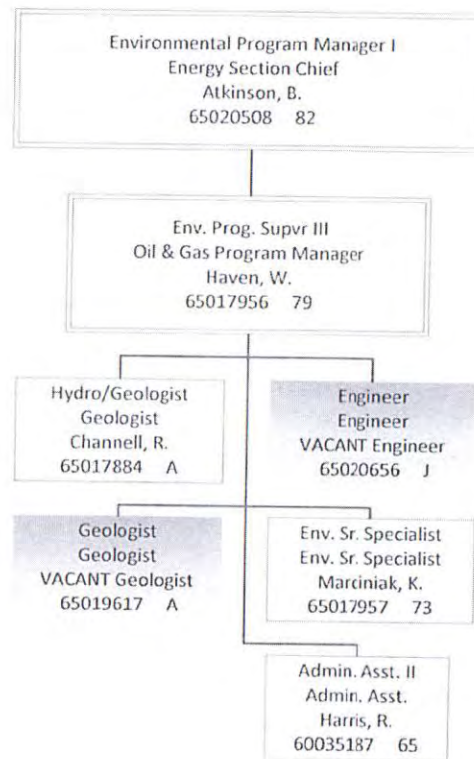 Environmental Program Manager I
Energy Section Chief
Atkinson, B.
65020508 82
Env. Prog. Supvr III
Oil & Gas Program Manager
Haven, W.
65017956 79
Hydro/Geologist
Geologist
Channell, R.
65017884 A
Engineer
Engineer
VACANT Engineer
65020656 J
Geologist
Geologist
VACANT Geologist
65019617 A
Env. Sr. Specialist
Env. Sr. Specialist
Marciniak, K.
65017957 73
Admin. Asst. II
Admin. Asst.
Harris, R.
60035187 65